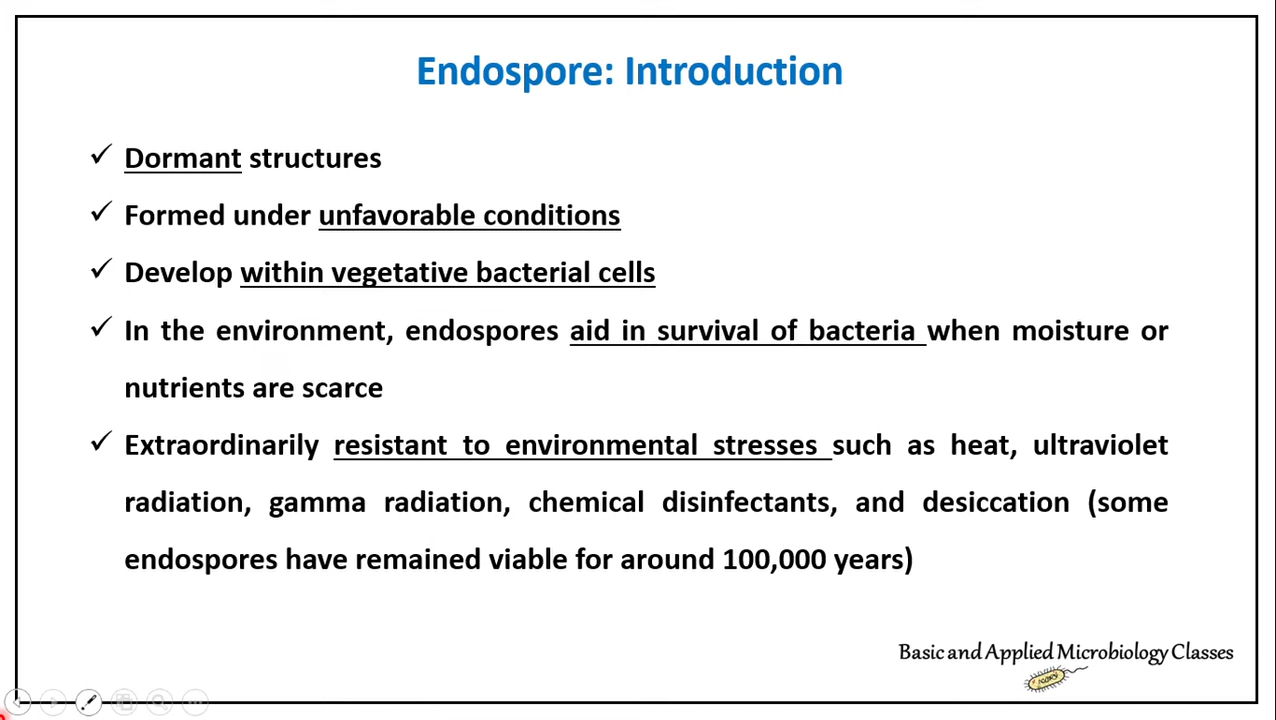 Endospore: Introduction
✓ Dormant structures
✓ Formed under unfavorable conditions
✓ Develop within vegetative bacterial cells
✓ In the environment, endospores aid in survival of bacteria when moisture or
nutrients are scarce
✓ Extraordinarily resistant to environmental stresses such as heat, ultraviolet
radiation, gamma radiation, chemical disinfectants, and desiccation (some
endospores have remained viable for around 100,000 years)
Basic and Applied Microbiology Classes